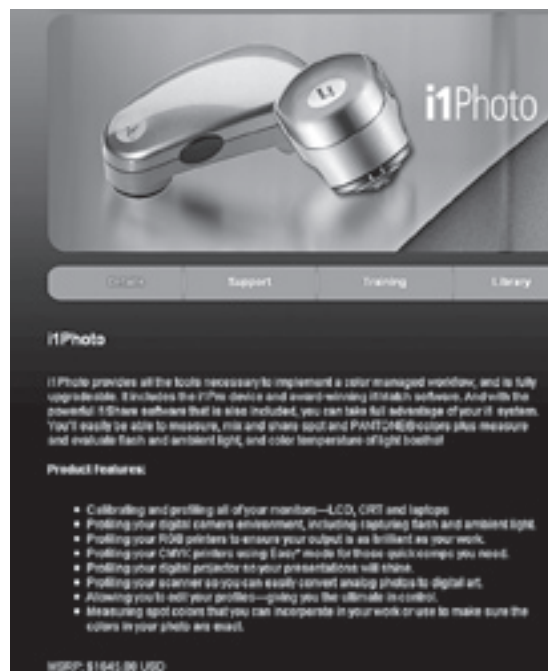 i1Photo
Details Support Training Library
i1Photo
i1Photo provides all the tools necessary to implement a color managed workflow, and is fully
upgradeable. It includes the i1Pro device and award-winning i1Match software. And with the
powerful i1Share software that is also included, you can take full advantage of your i1 system.
You'll easily be able to measure, mix and share spot and PANTONE® colors plus measure
and evaluate flash and ambient light, and color temperature of light booths!
Product Features:
• Calibrating and profiling all of your monitors—LCD, CRT and laptops
• Profiling your digital camera environment, including capturing flash and ambient light.
• Profiling your RGB printers to ensure your output is as brilliant as your work.
• Profiling your CMYK printers using Easy* mode for those quick comps you need.
• Profiling your digital projector so your presentations will shine.
• Profiling your scanner so you can easily convert analog photos to digital art.
• Allowing you to edit your profiles—giving you the ultimate in control.
• Measuring spot colors that you can incorporate in your work or use to make sure the
colors in your photo are exact.
MSRP: $1645.00 USD